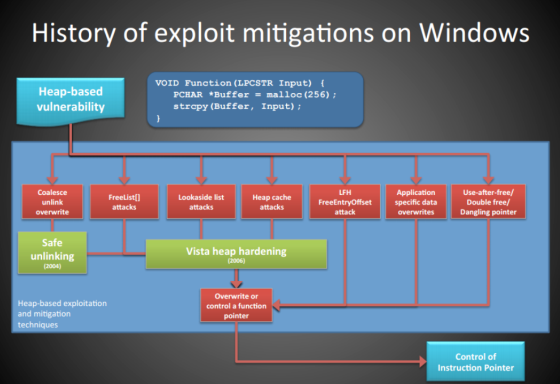 History of exploit mitigations on Windows
Heap-based
vulnerability
VOID Function(LPCSTR Input) {
PCHAR *Buffer = malloc(256);
strcpy(Buffer, Input);
}
Coalesce
unlink
overwrite
FreeList[]
attacks
Lookaside list
attacks
Heap cache
attacks
LFH
FreeEntryOffset
attack
Application
specific data
overwrites
Use-after-free/
Double free/
Dangling pointer
Safe
unlinking
(2004)
Vista heap hardening
(2006)
Overwrite or
control a function
pointer
Heap-based exploitation
and mitigation
techniques
Control of
Instruction Pointer